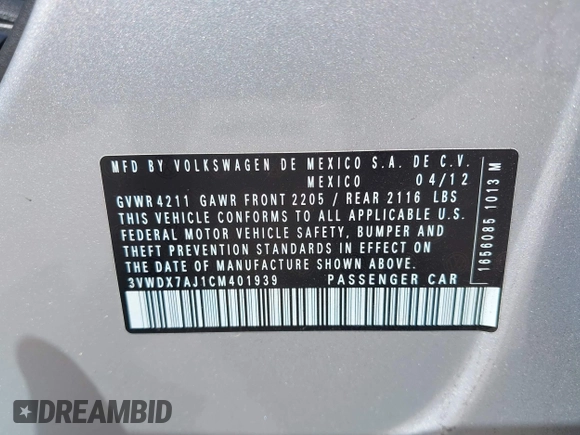 MFD BY VOLKSWAGEN DE MEXICO S.A. DE C.V.
MEXICO 04/12
GVWR 4211 GAWR FRONT 2205 / REAR 2116 LBS
THIS VEHICLE CONFORMS TO ALL APPLICABLE U.S.
FEDERAL MOTOR VEHICLE SAFETY, BUMPER AND
THEFT PREVENTION STANDARDS IN EFFECT ON
THE DATE OF MANUFACTURE SHOWN ABOVE.
3VWDX7AJ1CM401939 PASSENGER CAR
1656085 1013 M
DREAMBID